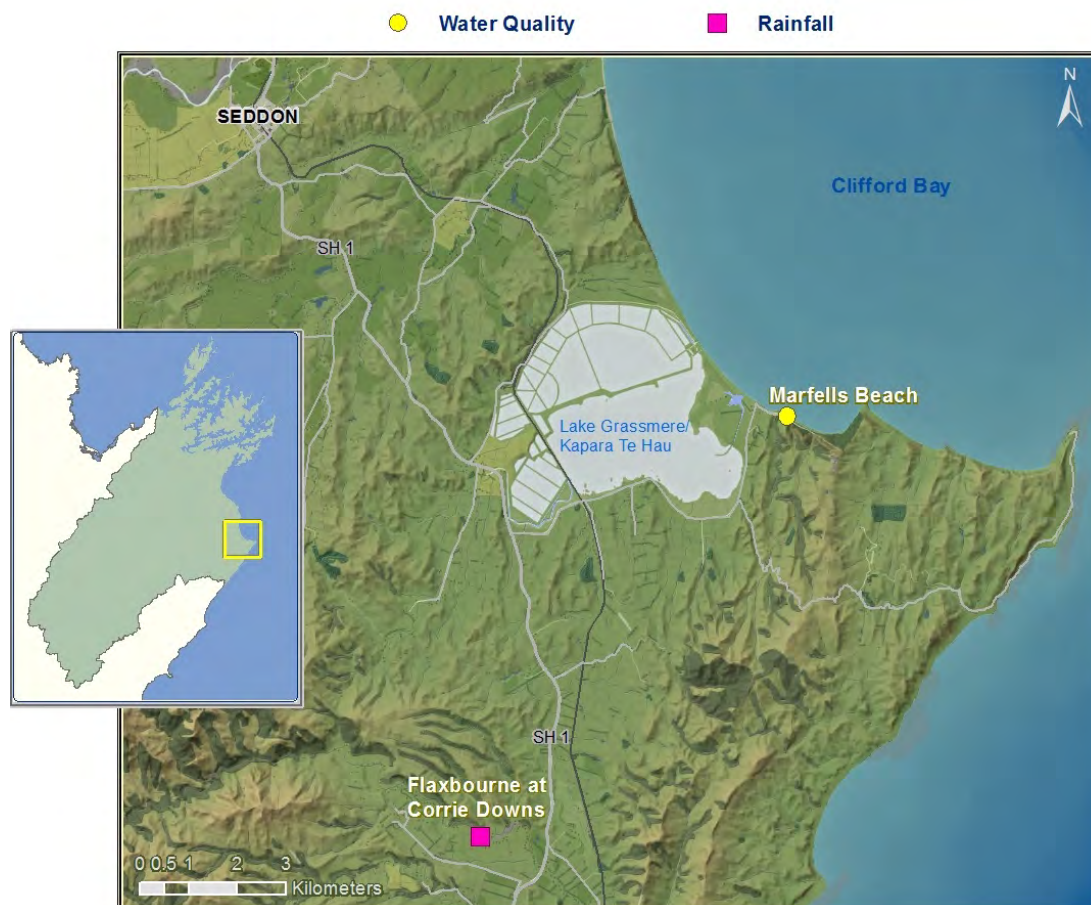 Water Quality
Rainfall
N
SEDDON
Clifford Bay
SH 1
Marfells Beach
Lake Grassmere/
Kapara Te Hau
SH 1
Flaxbourne at
Corrie Downs
0 0.5 1 2 3
Kilometers